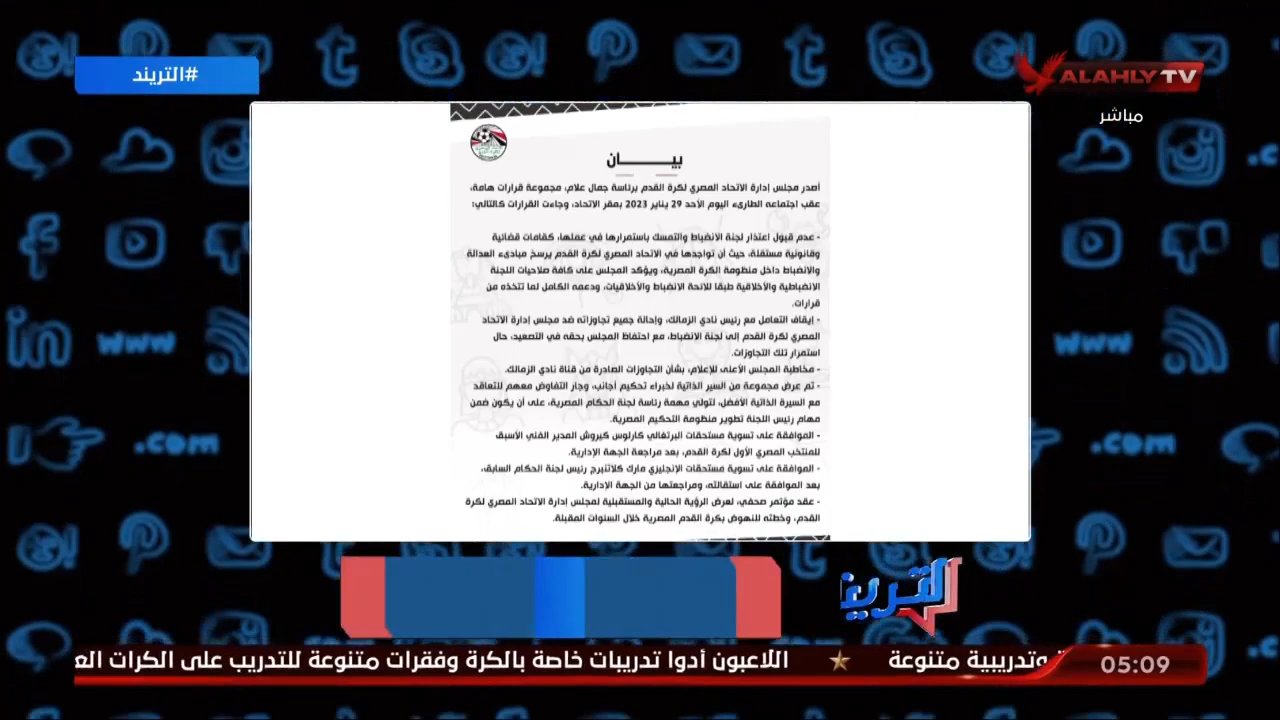 #التريند
ALAHLY TV
مباشر
بيـــــــان
أصدر مجلس إدارة الاتحاد المصري لكرة القدم برئاسة جمال علام، مجموعة قرارات هامة،
عقب اجتماعه الطارىء اليوم الأحد 29 يناير 2023 بمقر الاتحاد، وجاءت القرارات كالتالي:
- عدم قبول اعتذار لجنة الانضباط والتمسك باستمرارها في عملها، كقامات قضائية
وقانونية مستقلة، حيث أن تواجدها في الاتحاد المصري لكرة القدم يرسخ مبادىء العدالة
والانضباط داخل منظومة الكرة المصرية، ويؤكد المجلس على كافة صلاحيات اللجنة
الانضباطية والأخلاقية طبقا للائحة الانضباط والأخلاقيات، ودعمه الكامل لما تتخذه من
قرارات.
- إيقاف التعامل مع رئيس نادي الزمالك، وإحالة جميع تجاوزاته ضد مجلس إدارة الاتحاد
المصري لكرة القدم إلى لجنة الانضباط، مع احتفاظ المجلس بحقه في التصعيد، حال
استمرار تلك التجاوزات.
- مخاطبة المجلس الأعلى للإعلام، بشأن التجاوزات الصادرة من قناة نادي الزمالك.
- تم عرض مجموعة من السير الذاتية لخبراء تحكيم أجانب، وجار التفاوض معهم للتعاقد
مع السيرة الذاتية الأفضل، لتولي مهمة رئاسة لجنة الحكام المصرية، على أن يكون ضمن
مهام رئيس اللجنة تطوير منظومة التحكيم المصرية.
- الموافقة على تسوية مستحقات البرتغالي كارلوس كيروش المدير الفني الأسبق
للمنتخب المصري الأول لكرة القدم، بعد مراجعة الجهة الإدارية.
- الموافقة على تسوية مستحقات الإنجليزي مارك كلاتنبرج رئيس لجنة الحكام السابق،
بعد الموافقة على استقالته، ومراجعتها من الجهة الإدارية.
- عقد مؤتمر صحفي، لعرض الرؤية الحالية والمستقبلية لمجلس إدارة الاتحاد المصري لكرة
القدم، وخطته للنهوض بكرة القدم المصرية خلال السنوات المقبلة.
التريند
05:09
وتدريبية متنوعة ★ اللاعبون أدوا تدريبات خاصة بالكرة وفقرات متنوعة للتدريب على الكرات الع
www
.com
in
www
.com